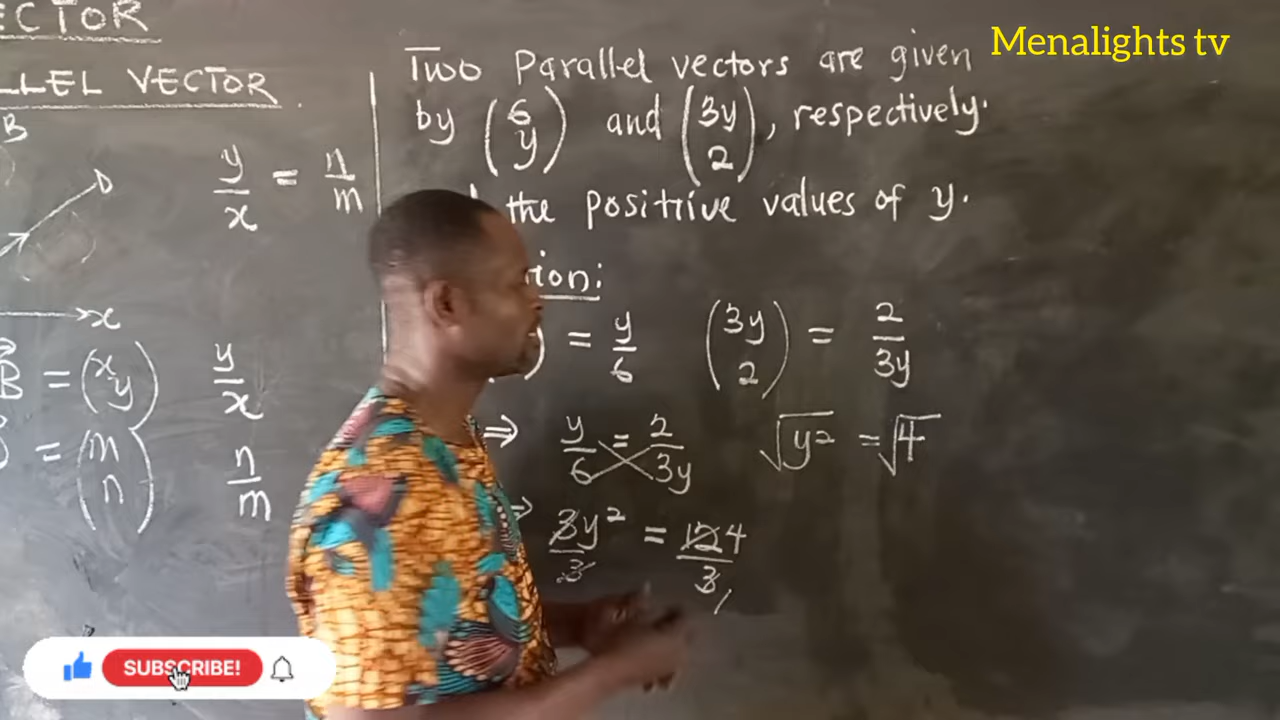 ECTOR
LLEL VECTOR
B
y/x = n/m
x
B = (x y) y/x
= (m n) n/m
Menalights tv
Two Parallel vectors are given
by (6 y) and (3y 2), respectively.
the positive values of y.
ion:
) = y/6 (3y 2) = 2/3y
⇒ y/6 = 2/3y √y² = √4
⇒ 3y²/3 = 12 4/3
SUBSCRIBE!